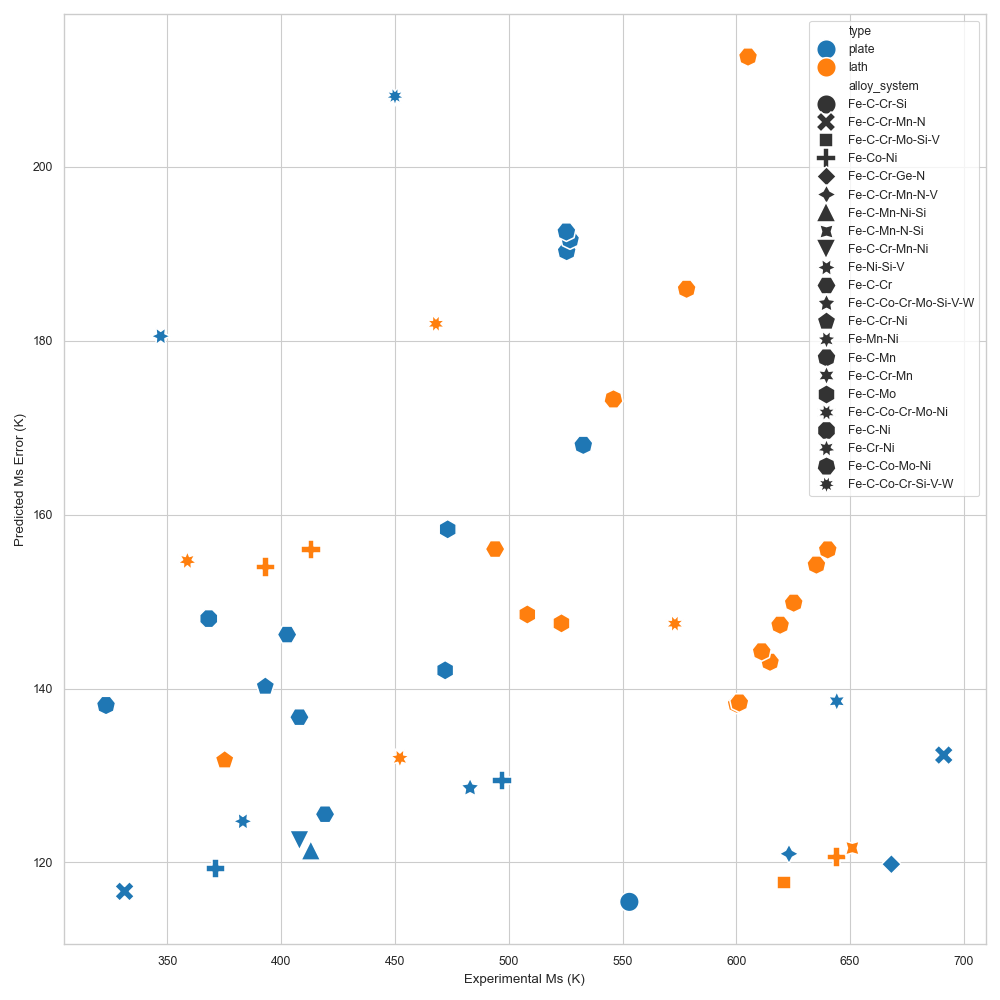 type
plate
lath
alloy_system
Fe-C-Cr-Si
Fe-C-Cr-Mn-N
Fe-C-Cr-Mo-Si-V
Fe-Co-Ni
Fe-C-Cr-Ge-N
Fe-C-Cr-Mn-N-V
Fe-C-Mn-Ni-Si
Fe-C-Mn-N-Si
Fe-C-Cr-Mn-Ni
Fe-Ni-Si-V
Fe-C-Cr
Fe-C-Co-Cr-Mo-Si-V-W
Fe-C-Cr-Ni
Fe-Mn-Ni
Fe-C-Mn
Fe-C-Cr-Mn
Fe-C-Mo
Fe-C-Co-Cr-Mo-Ni
Fe-C-Ni
Fe-Cr-Ni
Fe-C-Co-Mo-Ni
Fe-C-Co-Cr-Si-V-W
200
180
160
140
120
Predicted Ms Error (K)
350 400 450 500 550 600 650 700
Experimental Ms (K)